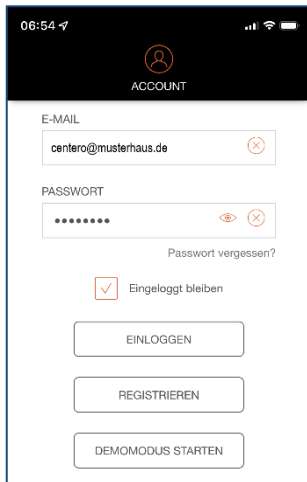 06:54
ACCOUNT
E-MAIL
centero@musterhaus.de
PASSWORT
••••••••
Passwort vergessen?
Eingeloggt bleiben
EINLOGGEN
REGISTRIEREN
DEMOMODUS STARTEN